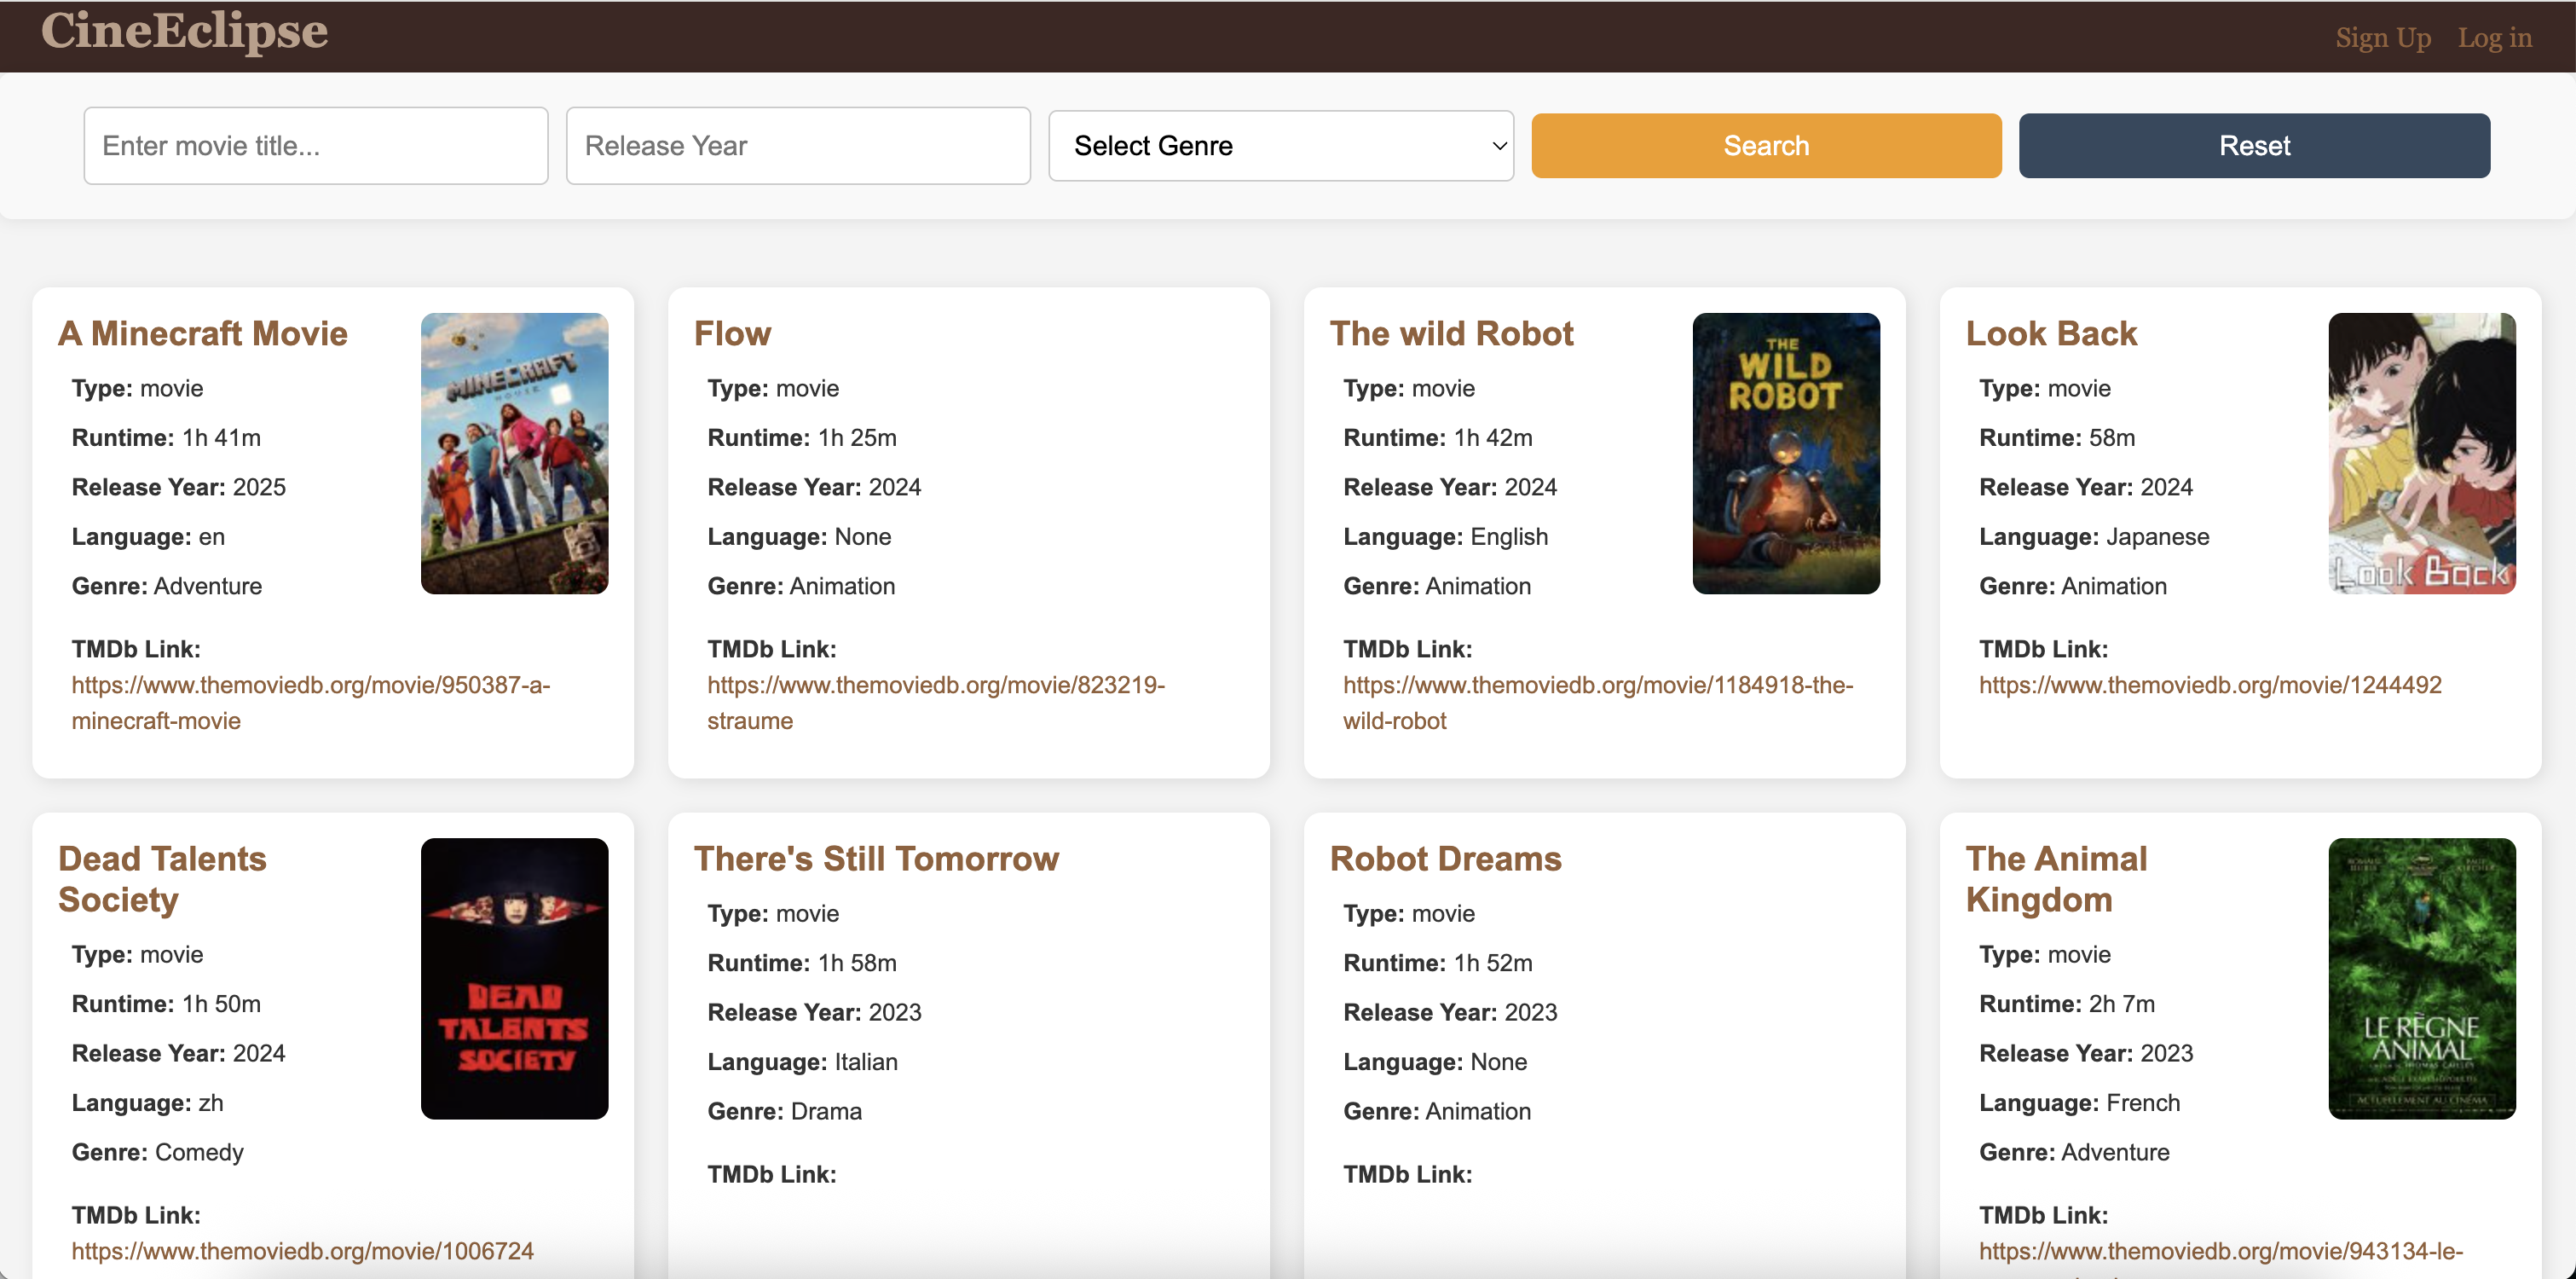 CineEclipse
Sign Up
Log in
Enter movie title...
Release Year
Select Genre
Search
Reset
A Minecraft Movie
Type: movie
Runtime: 1h 41m
Release Year: 2025
Language: en
Genre: Adventure
TMDb Link:
https://www.themoviedb.org/movie/950387-a-
minecraft-movie
MINECRAFT
MOVIE
Flow
Type: movie
Runtime: 1h 25m
Release Year: 2024
Language: None
Genre: Animation
TMDb Link:
https://www.themoviedb.org/movie/823219-
straume
The wild Robot
Type: movie
Runtime: 1h 42m
Release Year: 2024
Language: English
Genre: Animation
TMDb Link:
https://www.themoviedb.org/movie/1184918-the-
wild-robot
THE
WILD
ROBOT
Look Back
Type: movie
Runtime: 58m
Release Year: 2024
Language: Japanese
Genre: Animation
TMDb Link:
https://www.themoviedb.org/movie/1244492
Look Back
Dead Talents
Society
Type: movie
Runtime: 1h 50m
Release Year: 2024
Language: zh
Genre: Comedy
TMDb Link:
https://www.themoviedb.org/movie/1006724
DEAD
TALENTS
SOCIETY
There's Still Tomorrow
Type: movie
Runtime: 1h 58m
Release Year: 2023
Language: Italian
Genre: Drama
TMDb Link:
Robot Dreams
Type: movie
Runtime: 1h 52m
Release Year: 2023
Language: None
Genre: Animation
TMDb Link:
The Animal
Kingdom
Type: movie
Runtime: 2h 7m
Release Year: 2023
Language: French
Genre: Adventure
TMDb Link:
https://www.themoviedb.org/movie/943134-le-
LE RÈGNE
ANIMAL
ACTUELLEMENT AU CINÉMA